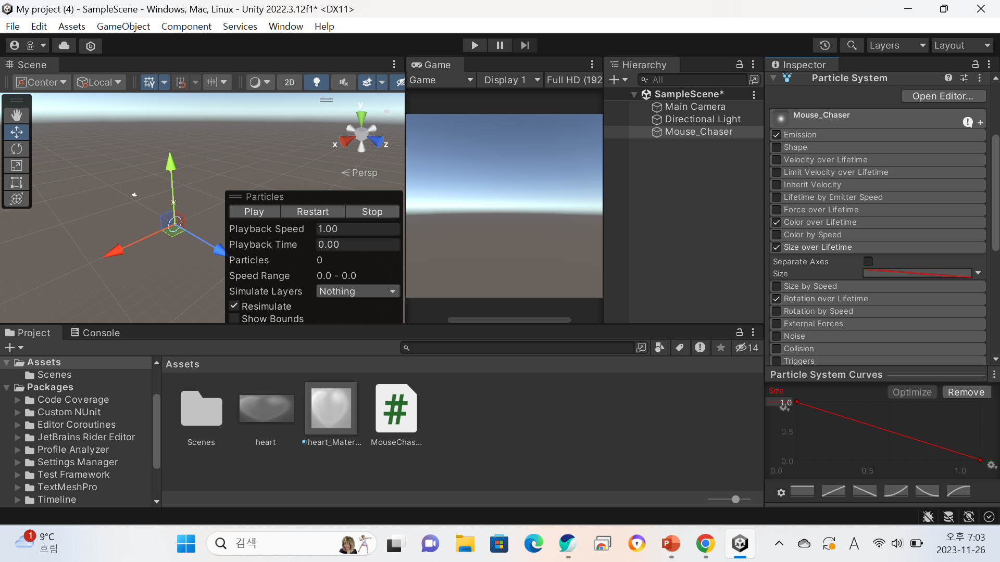 My project (4) - SampleScene - Windows, Mac, Linux - Unity 2022.3.12f1* <DX11>
File Edit Assets GameObject Component Services Window Help
윤
Layers
Layout
Scene
Game
Hierarchy
Inspector
Center
Local
2D
Game
Display 1
Full HD (192
All
Particle System
Open Editor...
SampleScene*
Main Camera
Directional Light
Mouse_Chaser
y
x
z
Persp
Mouse_Chaser
Emission
Shape
Velocity over Lifetime
Limit Velocity over Lifetime
Inherit Velocity
Lifetime by Emitter Speed
Force over Lifetime
Color over Lifetime
Color by Speed
Size over Lifetime
Separate Axes
Size
Size by Speed
Rotation over Lifetime
Rotation by Speed
External Forces
Noise
Collision
Triggers
Particles
Play Restart Stop
Playback Speed 1.00
Playback Time 0.00
Particles 0
Speed Range 0.0 - 0.0
Simulate Layers Nothing
Resimulate
Show Bounds
Project
Console
14
Assets
Scenes
Packages
Code Coverage
Custom NUnit
Editor Coroutines
JetBrains Rider Editor
Profile Analyzer
Settings Manager
Test Framework
TextMeshPro
Timeline
Assets
Scenes
heart
heart_Mater...
#
MouseChas...
Particle System Curves
Size
Optimize
Remove
1.0
0.5
0.0
0.0 0.5 1.0
1
9°C
흐림
검색
A
오후 7:03
2023-11-26